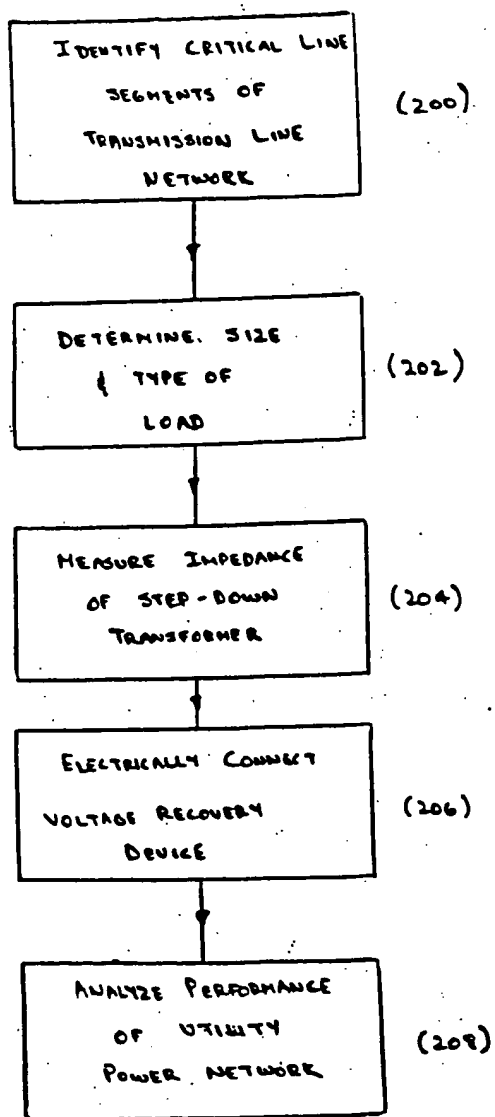 IDENTIFY CRITICAL LINE
SEGMENTS OF
TRANSMISSION LINE
NETWORK
(200)
DETERMINE. SIZE
& TYPE OF
LOAD
(202)
MEASURE IMPEDANCE
OF STEP-DOWN
TRANSFORMER
(204)
ELECTRICALLY CONNECT
VOLTAGE RECOVERY
DEVICE
(206)
ANALYZE PERFORMANCE
OF UTILITY
POWER NETWORK
(208)